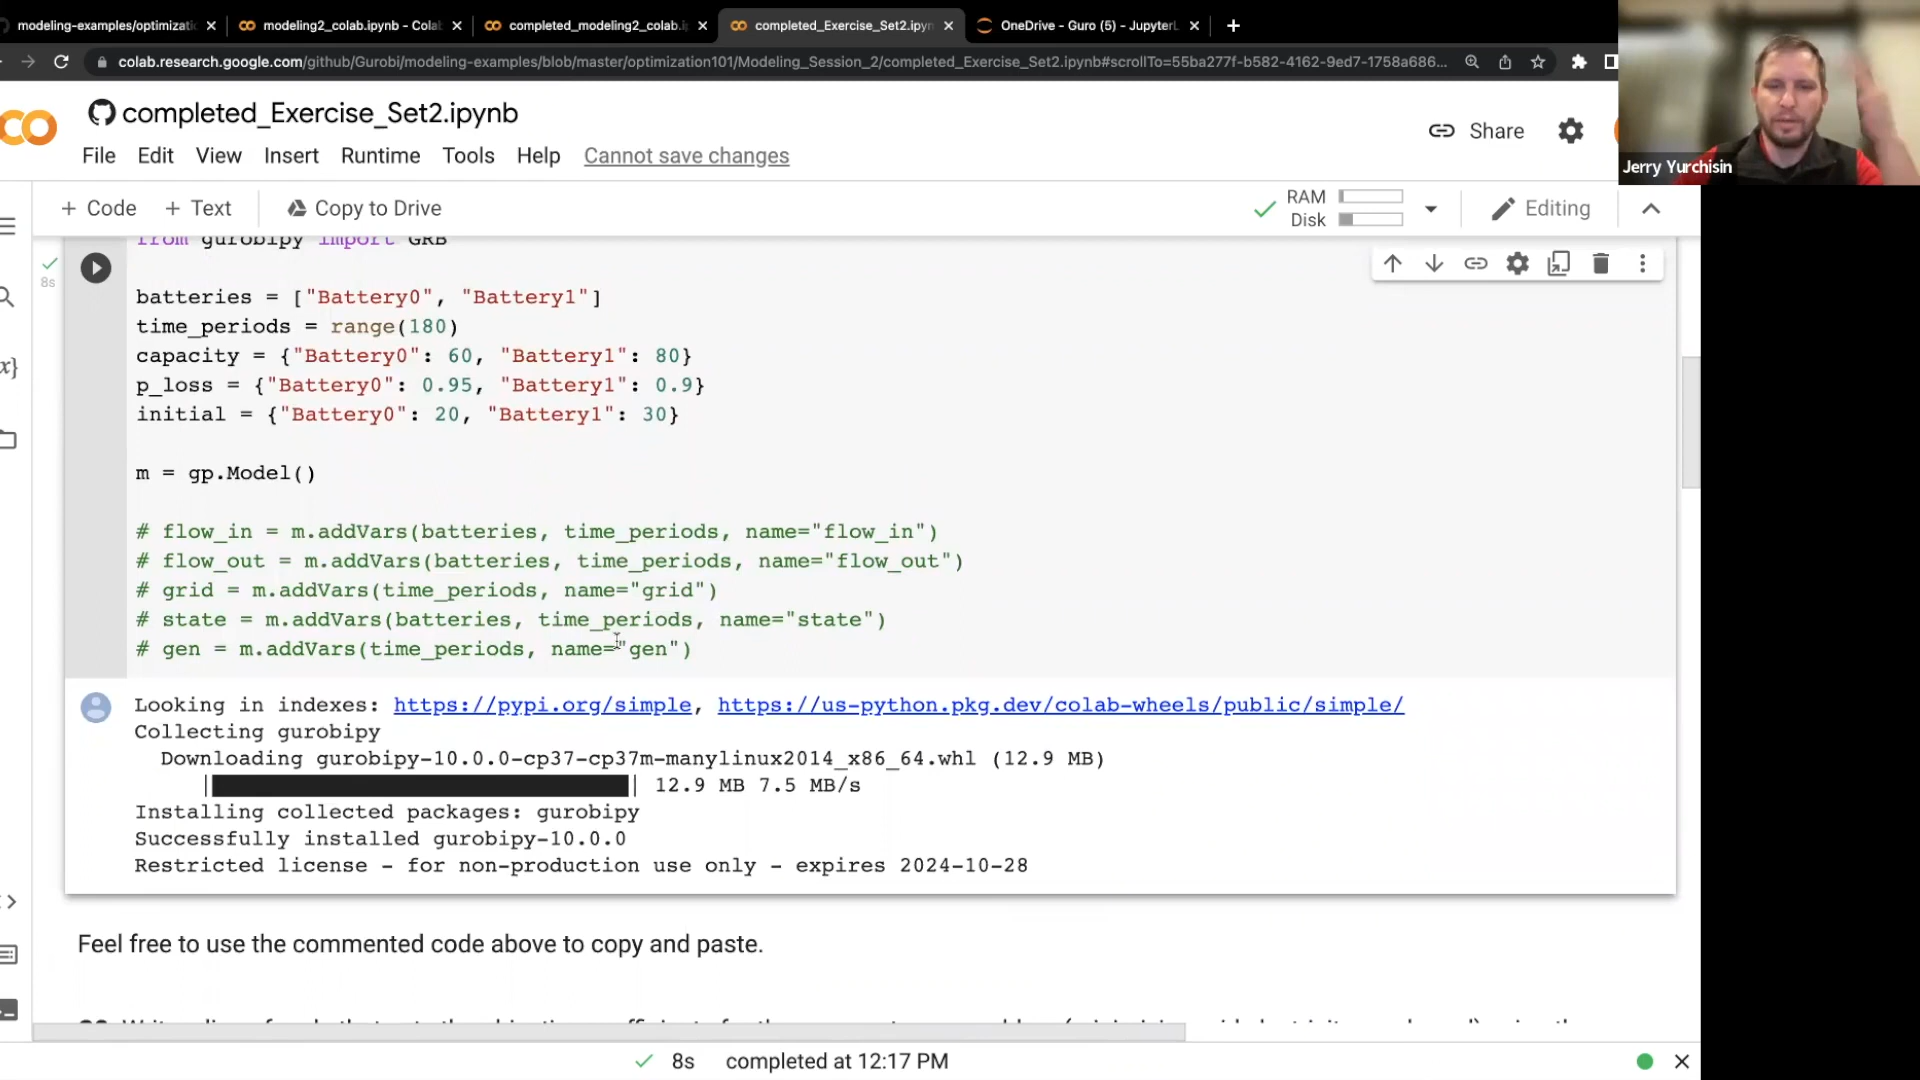 modeling-examples/optimizati
modeling2_colab.ipynb - Cola
completed_modeling2_colab.i
completed_Exercise_Set2.ipyn
OneDrive - Guro (5) - JupyterL
colab.research.google.com/github/Gurobi/modeling-examples/blob/master/optimization101/Modeling_Session_2/completed_Exercise_Set2.ipynb#scrollTo=55ba277f-b582-4162-9ed7-1758a686...
completed_Exercise_Set2.ipynb
Share
File Edit View Insert Runtime Tools Help Cannot save changes
Jerry Yurchisin
+ Code + Text Copy to Drive
RAM
Disk
Editing
from gurobipy import GRB
8s
batteries = ["Battery0", "Battery1"]
time_periods = range(180)
capacity = {"Battery0": 60, "Battery1": 80}
p_loss = {"Battery0": 0.95, "Battery1": 0.9}
initial = {"Battery0": 20, "Battery1": 30}
m = gp.Model()
# flow_in = m.addVars(batteries, time_periods, name="flow_in")
# flow_out = m.addVars(batteries, time_periods, name="flow_out")
# grid = m.addVars(time_periods, name="grid")
# state = m.addVars(batteries, time_periods, name="state")
# gen = m.addVars(time_periods, name="gen")
Looking in indexes: https://pypi.org/simple, https://us-python.pkg.dev/colab-wheels/public/simple/
Collecting gurobipy
Downloading gurobipy-10.0.0-cp37-cp37m-manylinux2014_x86_64.whl (12.9 MB)
12.9 MB 7.5 MB/s
Installing collected packages: gurobipy
Successfully installed gurobipy-10.0.0
Restricted license - for non-production use only - expires 2024-10-28
Feel free to use the commented code above to copy and paste.
8s completed at 12:17 PM